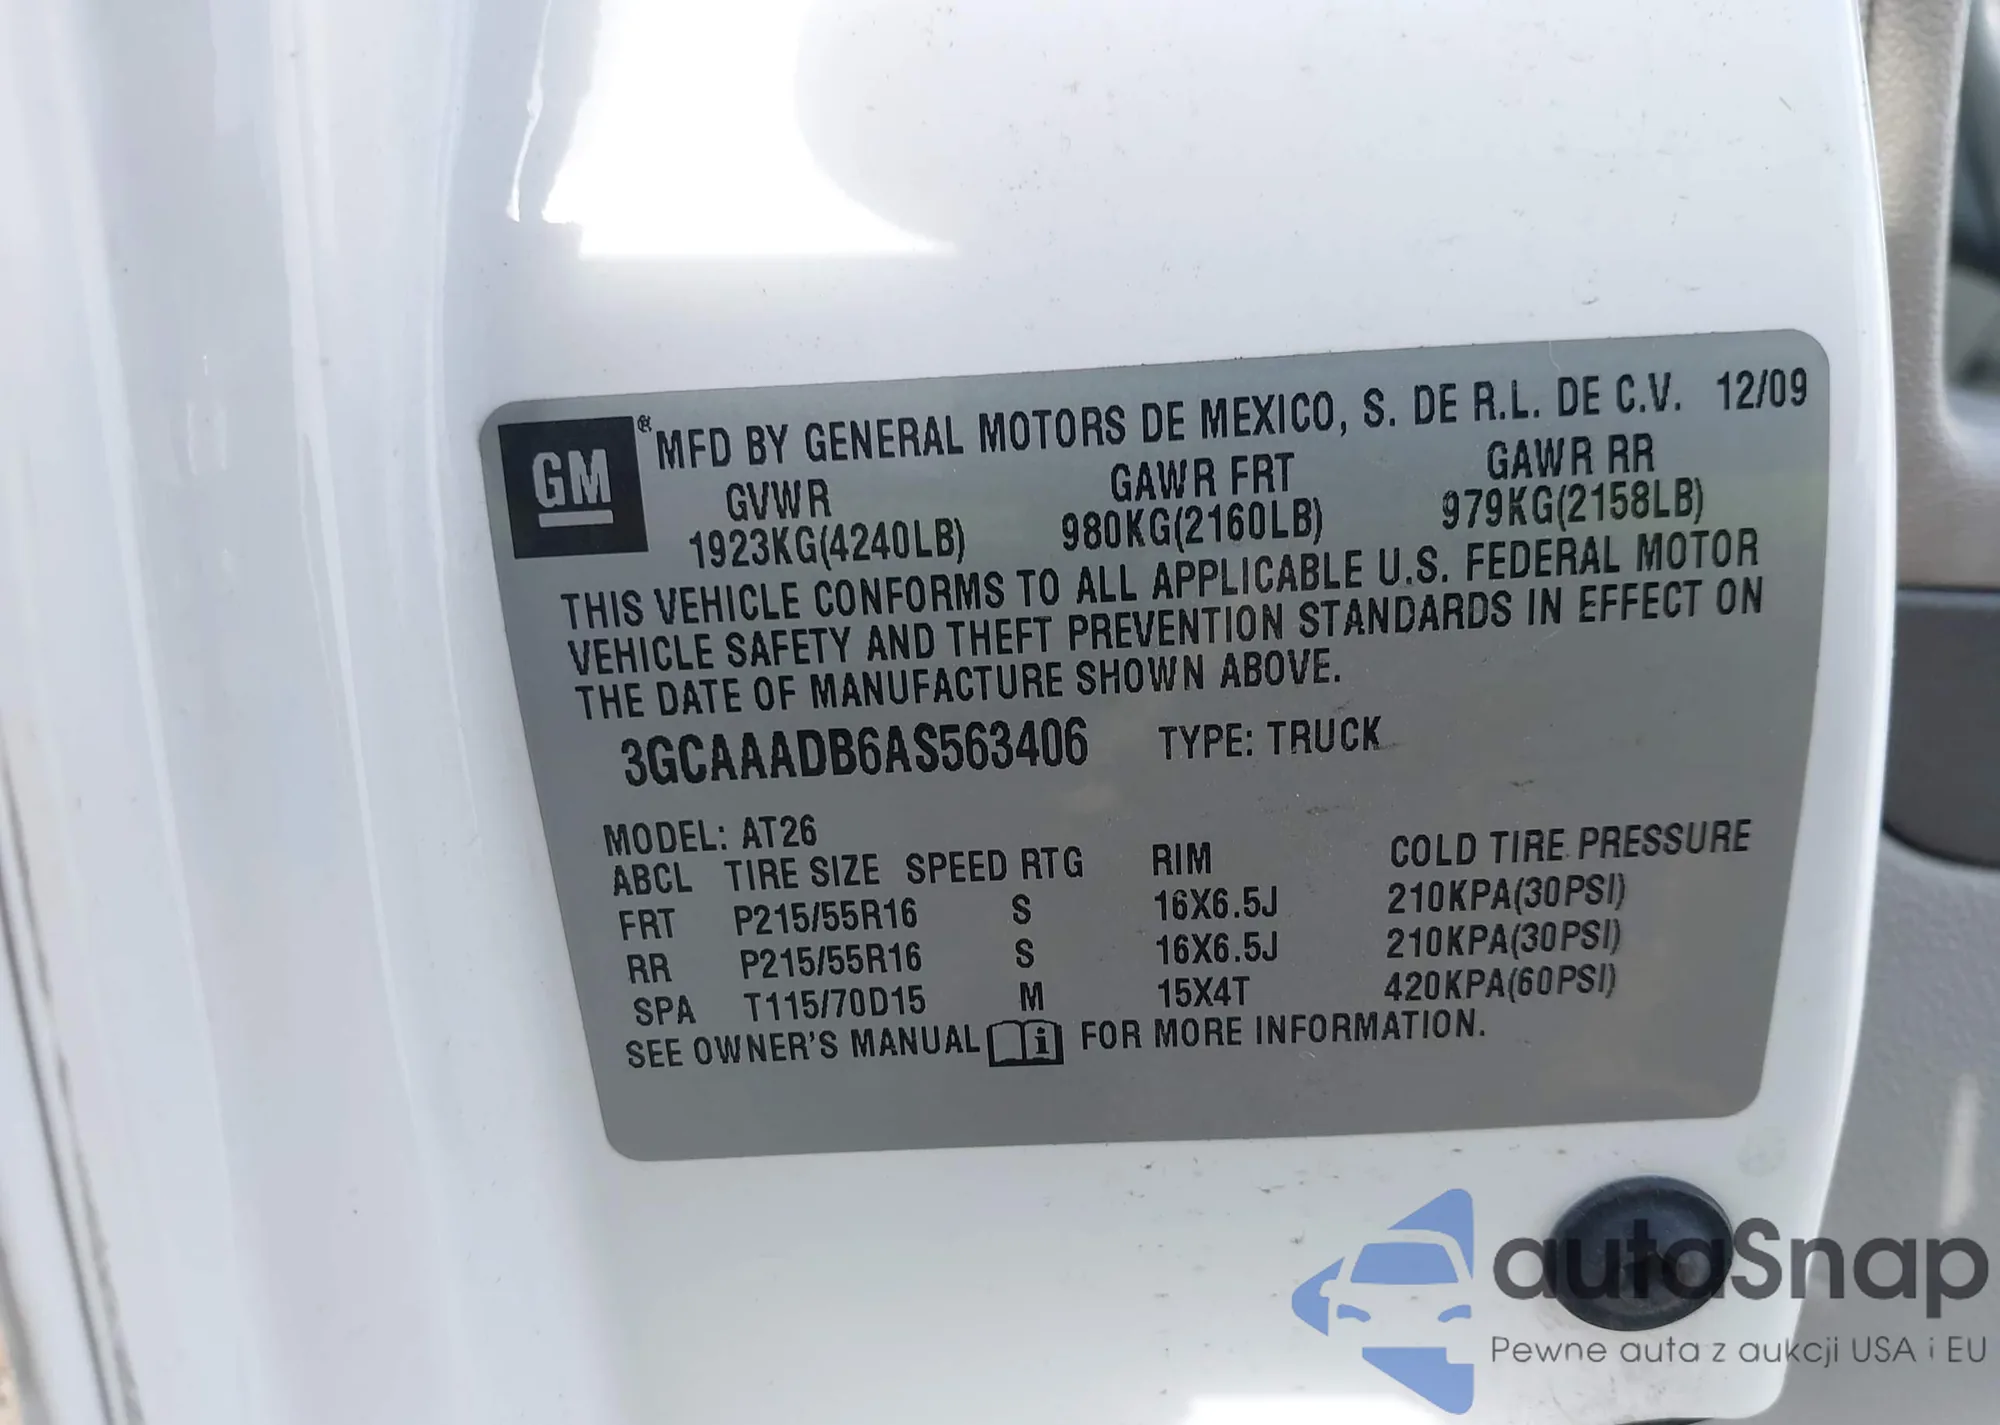 GM® MFD BY GENERAL MOTORS DE MEXICO, S. DE R.L. DE C.V. 12/09
GVWR GAWR FRT GAWR RR
1923KG(4240LB) 980KG(2160LB) 979KG(2158LB)
THIS VEHICLE CONFORMS TO ALL APPLICABLE U.S. FEDERAL MOTOR
VEHICLE SAFETY AND THEFT PREVENTION STANDARDS IN EFFECT ON
THE DATE OF MANUFACTURE SHOWN ABOVE.
3GCAAADB6AS563406 TYPE: TRUCK
MODEL: AT26
ABCL TIRE SIZE SPEED RTG RIM COLD TIRE PRESSURE
FRT P215/55R16 S 16X6.5J 210KPA(30PSI)
RR P215/55R16 S 16X6.5J 210KPA(30PSI)
SPA T115/70D15 M 15X4T 420KPA(60PSI)
SEE OWNER'S MANUAL i FOR MORE INFORMATION.
autoSnap
Pewne auta z aukcji USA i EU